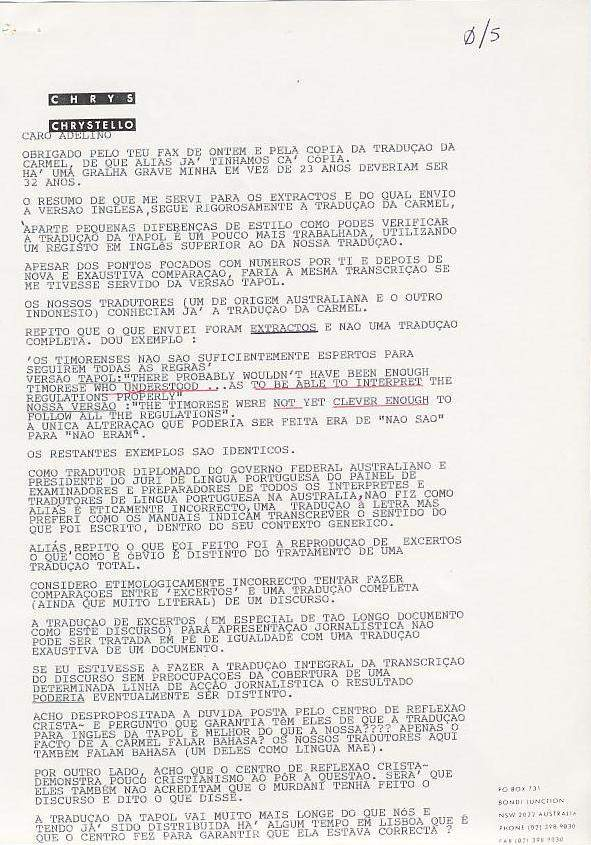 0/5
CHRYS
CHRYSTELLO
CARO ADELINO
OBRIGADO PELO TEU FAX DE ONTEM E PELA COPIA DA TRADUÇAO DA
CARMEL, DE QUE ALIAS JA' TINHAMOS CA' CÓPIA.
HA' UMA GRALHA GRAVE MINHA EM VEZ DE 23 ANOS DEVERIAM SER
32 ANOS.
O RESUMO DE QUE ME SERVI PARA OS EXTRACTOS E DO QUAL ENVIO
A VERSAO INGLESA,SEGUE RIGOROSAMENTE A TRADUÇAO DA CARMEL,
APARTE PEQUENAS DIFERENÇAS DE ESTILO COMO PODES VERIFICAR
A TRADUÇAO DA TAPOL É UM POUCO MAIS TRABALHADA, UTILIZANDO
UM REGISTO EM INGLéS SUPERIOR AO DA NOSSA TRADUÇAO.
APESAR DOS PONTOS FOCADOS COM NUMEROS POR TI E DEPOIS DE
NOVA E EXAUSTIVA COMPARACAO, FARIA A MESMA TRANSCRIÇAO SE
ME TIVESSE SERVIDO DA VERSAO TAPOL.
OS NOSSOS TRADUTORES (UM DE ORIGEM AUSTRALIANA E O OUTRO
INDONESIO) CONHECIAM JA' A TRADUÇAO DA CARMEL.
REPITO QUE O QUE ENVIEI FORAM EXTRACTOS E NAO UMA TRADUÇAO
COMPLETA. DOU EXEMPLO :
'OS TIMORENSES NAO SAO SUFICIENTEMENTE ESPERTOS PARA
SEGUIREM TODAS AS REGRAS'
VERSAO TAPOL:"THERE PROBABLY WOULDN'T HAVE BEEN ENOUGH
TIMORESE WHO UNDERSTOOD ...AS TO BE ABLE TO INTERPRET THE
REGULATIONS PROPERLY"
NOSSA VERSAO :"THE TIMORESE WERE NOT YET CLEVER ENOUGH TO
FOLLOW ALL THE REGULATIONS".
A UNICA ALTERAÇAO QUE PODERIA SER FEITA ERA DE "NAO SAO"
PARA "NAO ERAM".
OS RESTANTES EXEMPLOS SAO IDENTICOS.
COMO TRADUTOR DIPLOMADO DO GOVERNO FEDERAL AUSTRALIANO E
PRESIDENTE DO JURI DE LINGUA PORTUGUESA DO PAINEL DE
EXAMINADORES E PREPARADORES DE TODOS OS INTERPRETES E
TRADUTORES DE LINGUA PORTUGUESA NA AUSTRALIA,NAO FIZ COMO
ALIAS É ETICAMENTE INCORRECTO,UMA TRADUÇAO à LETRA MAS
PREFERI COMO OS MANUAIS INDICAM TRANSCREVER O SENTIDO DO
QUE FOI ESCRITO, DENTRO DO SEU CONTEXTO GENERICO.
ALIÁS,REPITO O QUE FOI FEITO FOI A REPRODUÇAO DE EXCERTOS
O QUE COMO E óBVIO É DISTINTO DO TRATAMENTO DE UMA
TRADUÇAO TOTAL.
CONSIDERO ETIMOLOGICAMENTE INCORRECTO TENTAR FAZER
COMPARAÇOES ENTRE 'EXCERTOS' E UMA TRADUÇAO COMPLETA
(AINDA QUE MUITO LITERAL) DE UM DISCURSO.
A TRADUÇAO DE EXCERTOS (EM ESPECIAL DE TAO LONGO DOCUMENTO
COMO ESTE DISCURSO) PARA APRESENTAÇAO JORNALISTICA NAO
PODE SER TRATADA EM PÉ DE IGUALDADE COM UMA TRADUÇAO
EXAUSTIVA DE UM DOCUMENTO.
SE EU ESTIVESSE A FAZER A TRADUÇAO INTEGRAL DA TRANSCRIÇAO
DO DISCURSO SEM PREOCUPAÇOES DA COBERTURA DE UMA
DETERMINADA LINHA DE ACÇAO JORNALISTICA O RESULTADO
PODERIA EVENTUALMENTE SER DISTINTO.
ACHO DESPROPOSITADA A DUVIDA POSTA PELO CENTRO DE REFLEXAO
CRISTA~ E PERGUNTO QUE GARANTIA TÊM ELES DE QUE A TRADUÇAO
PARA INGLES DA TAPOL E MELHOR DO QUE A NOSSA???? APENAS O
FACTO DE A CARMEL FALAR BAHASA? OS NOSSOS TRADUTORES AQUI
TAMBÉM FALAM BAHASA (UM DELES COMO LINGUA MAE).
POR OUTRO LADO, ACHO QUE O CENTRO DE REFLEXAO CRISTA~
DEMONSTRA POUCO CRISTIANISMO AO PôR A QUESTAO. SERA' QUE
ELES TAMBÉM NAO ACREDITAM QUE O MURDANI TENHA FEITO O
DISCURSO E DITO O QUE DISSE.
A TRADUÇAO DA TAPOL VAI MUITO MAIS LONGE DO QUE NóS E
TENDO JA' SIDO DISTRIBUIDA HA' ALGUM TEMPO EM LISBOA QUE É
QUE O CENTRO FEZ PARA GARANTIR QUE ELA ESTAVA CORRECTA ?
PO BOX 731
BONDI JUNCTION
NSW 2022 AUSTRALIA
PHONE (02) 398 9030
FAX (02) 398 9030